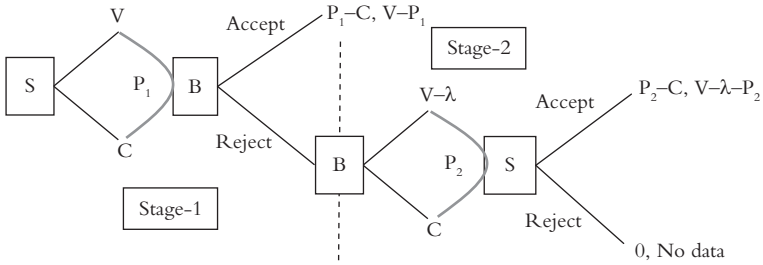 V
Accept
P₁–C, V–P₁
Stage-2
S
P₁
B
V–λ
Accept
P₂–C, V–λ–P₂
C
Reject
B
P₂
S
Stage-1
C
Reject
0, No data